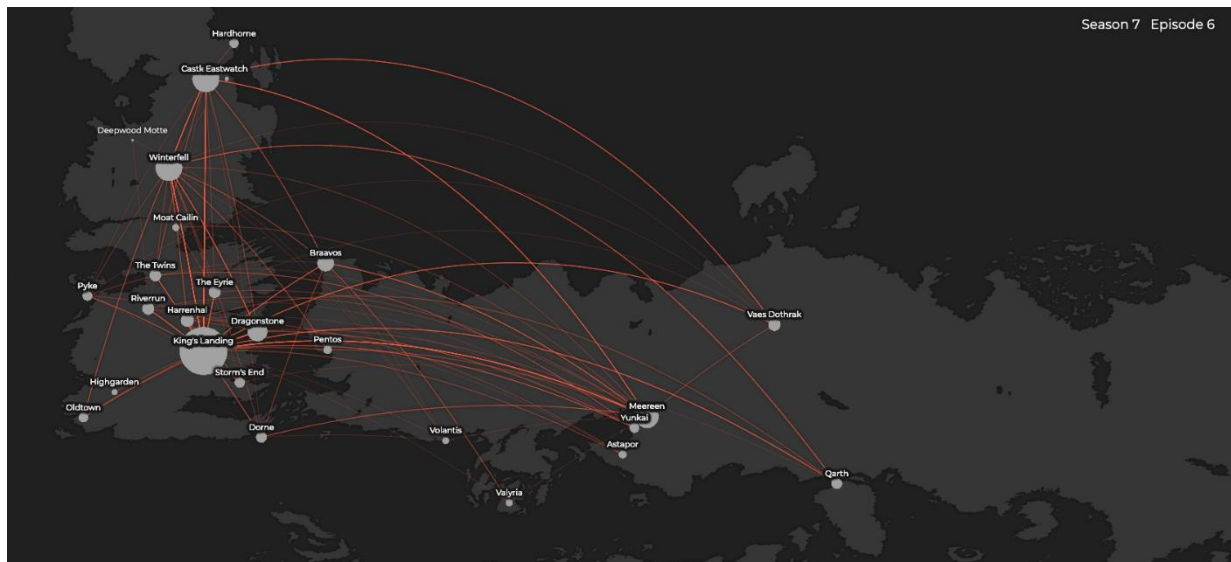 Season 7 Episode 6
Hardhome
Castle Eastwatch
Deepwood Motte
Winterfell
Moat Cailin
Braavos
The Twins
The Eyrie
Pyke
Riverrun
Harrenhal
Dragonstone
Vaes Dothrak
King's Landing
Pentos
Storm's End
Highgarden
Oldtown
Meereen
Yunkai
Dorne
Volantis
Astapor
Qarth
Valyria